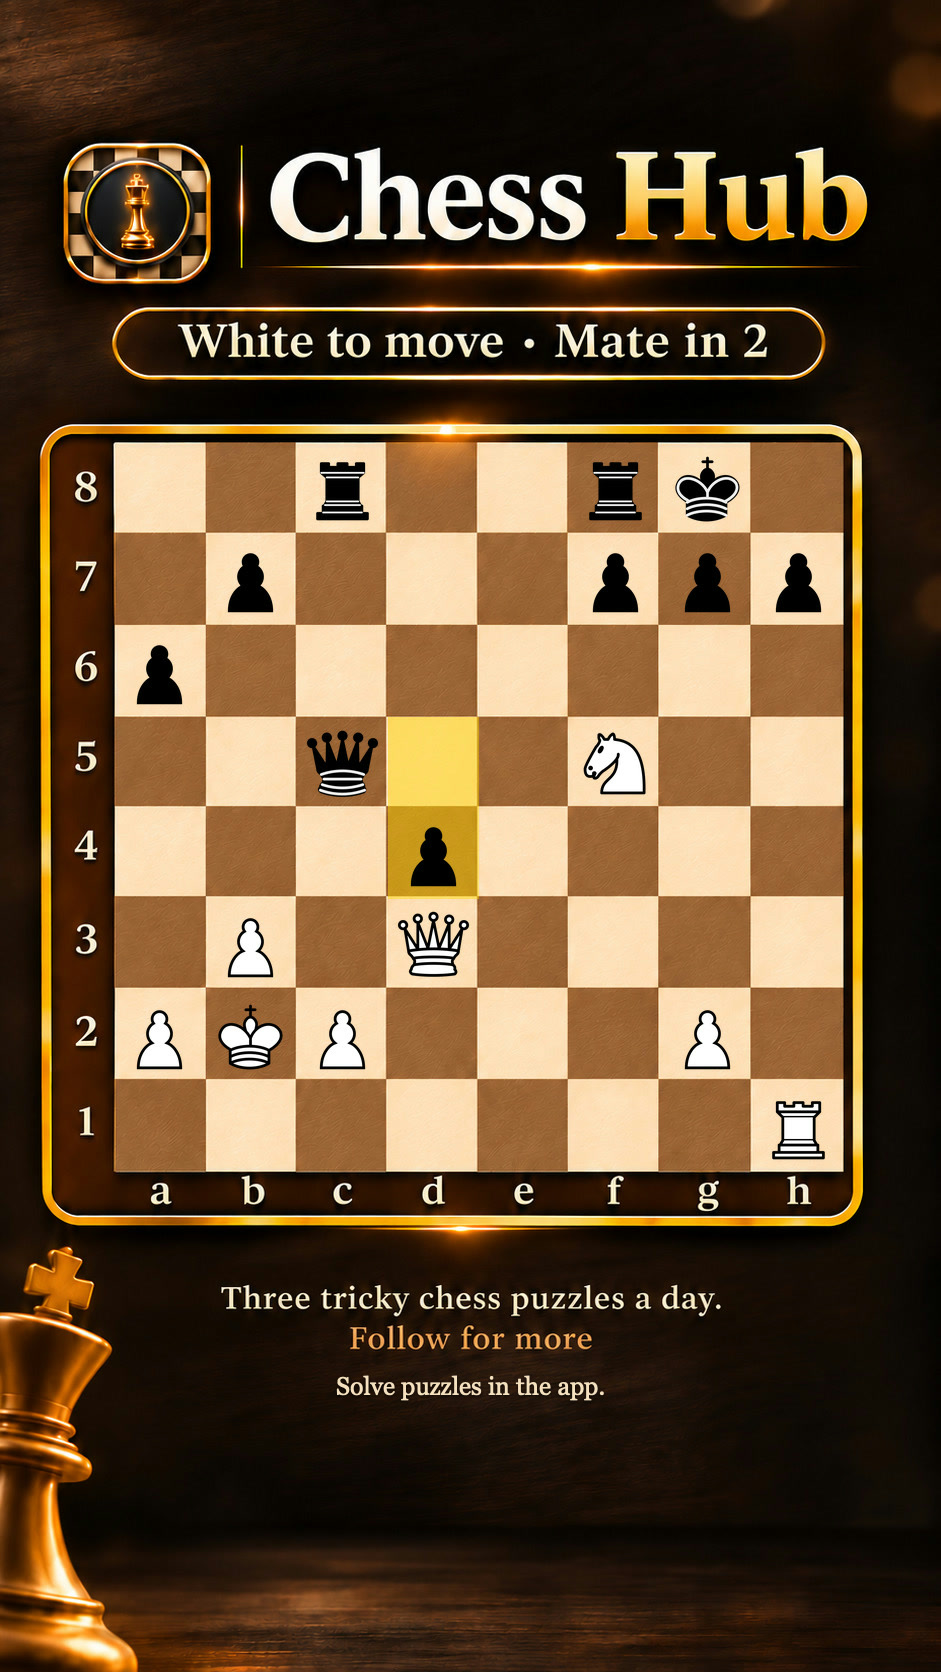 Chess Hub
White to move • Mate in 2
8
7
6
5
4
3
2
1
a b c d e f g h
Three tricky chess puzzles a day.
Follow for more
Solve puzzles in the app.